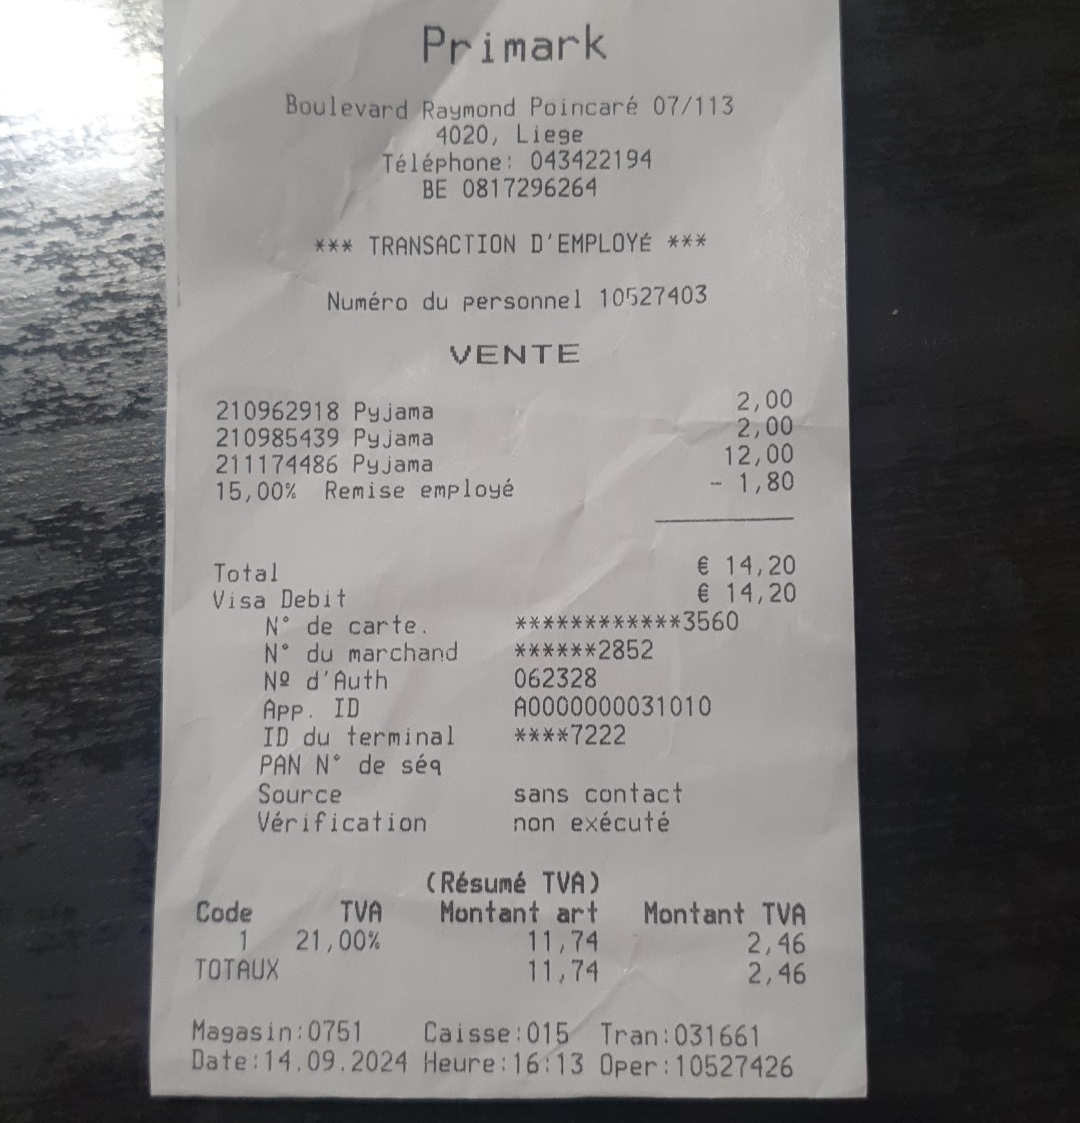 Primark
Boulevard Raymond Poincaré 07/113
4020, Liege
Téléphone: 043422194
BE 0817296264
*** TRANSACTION D'EMPLOYÉ ***
Numéro du personnel 10527403
VENTE
210962918 Pyjama 2,00
210985439 Pyjama 2,00
211174486 Pyjama 12,00
15,00% Remise employé - 1,80
Total € 14,20
Visa Debit € 14,20
N° de carte. ************3560
N° du marchand ******2852
Nº d'Auth 062328
App. ID A0000000031010
ID du terminal ****7222
PAN N° de séq
Source sans contact
Vérification non exécuté
(Résumé TVA)
Code TVA Montant art Montant TVA
1 21,00% 11,74 2,46
TOTAUX 11,74 2,46
Magasin:0751 Caisse:015 Tran:031661
Date:14.09.2024 Heure:16:13 Oper:10527426